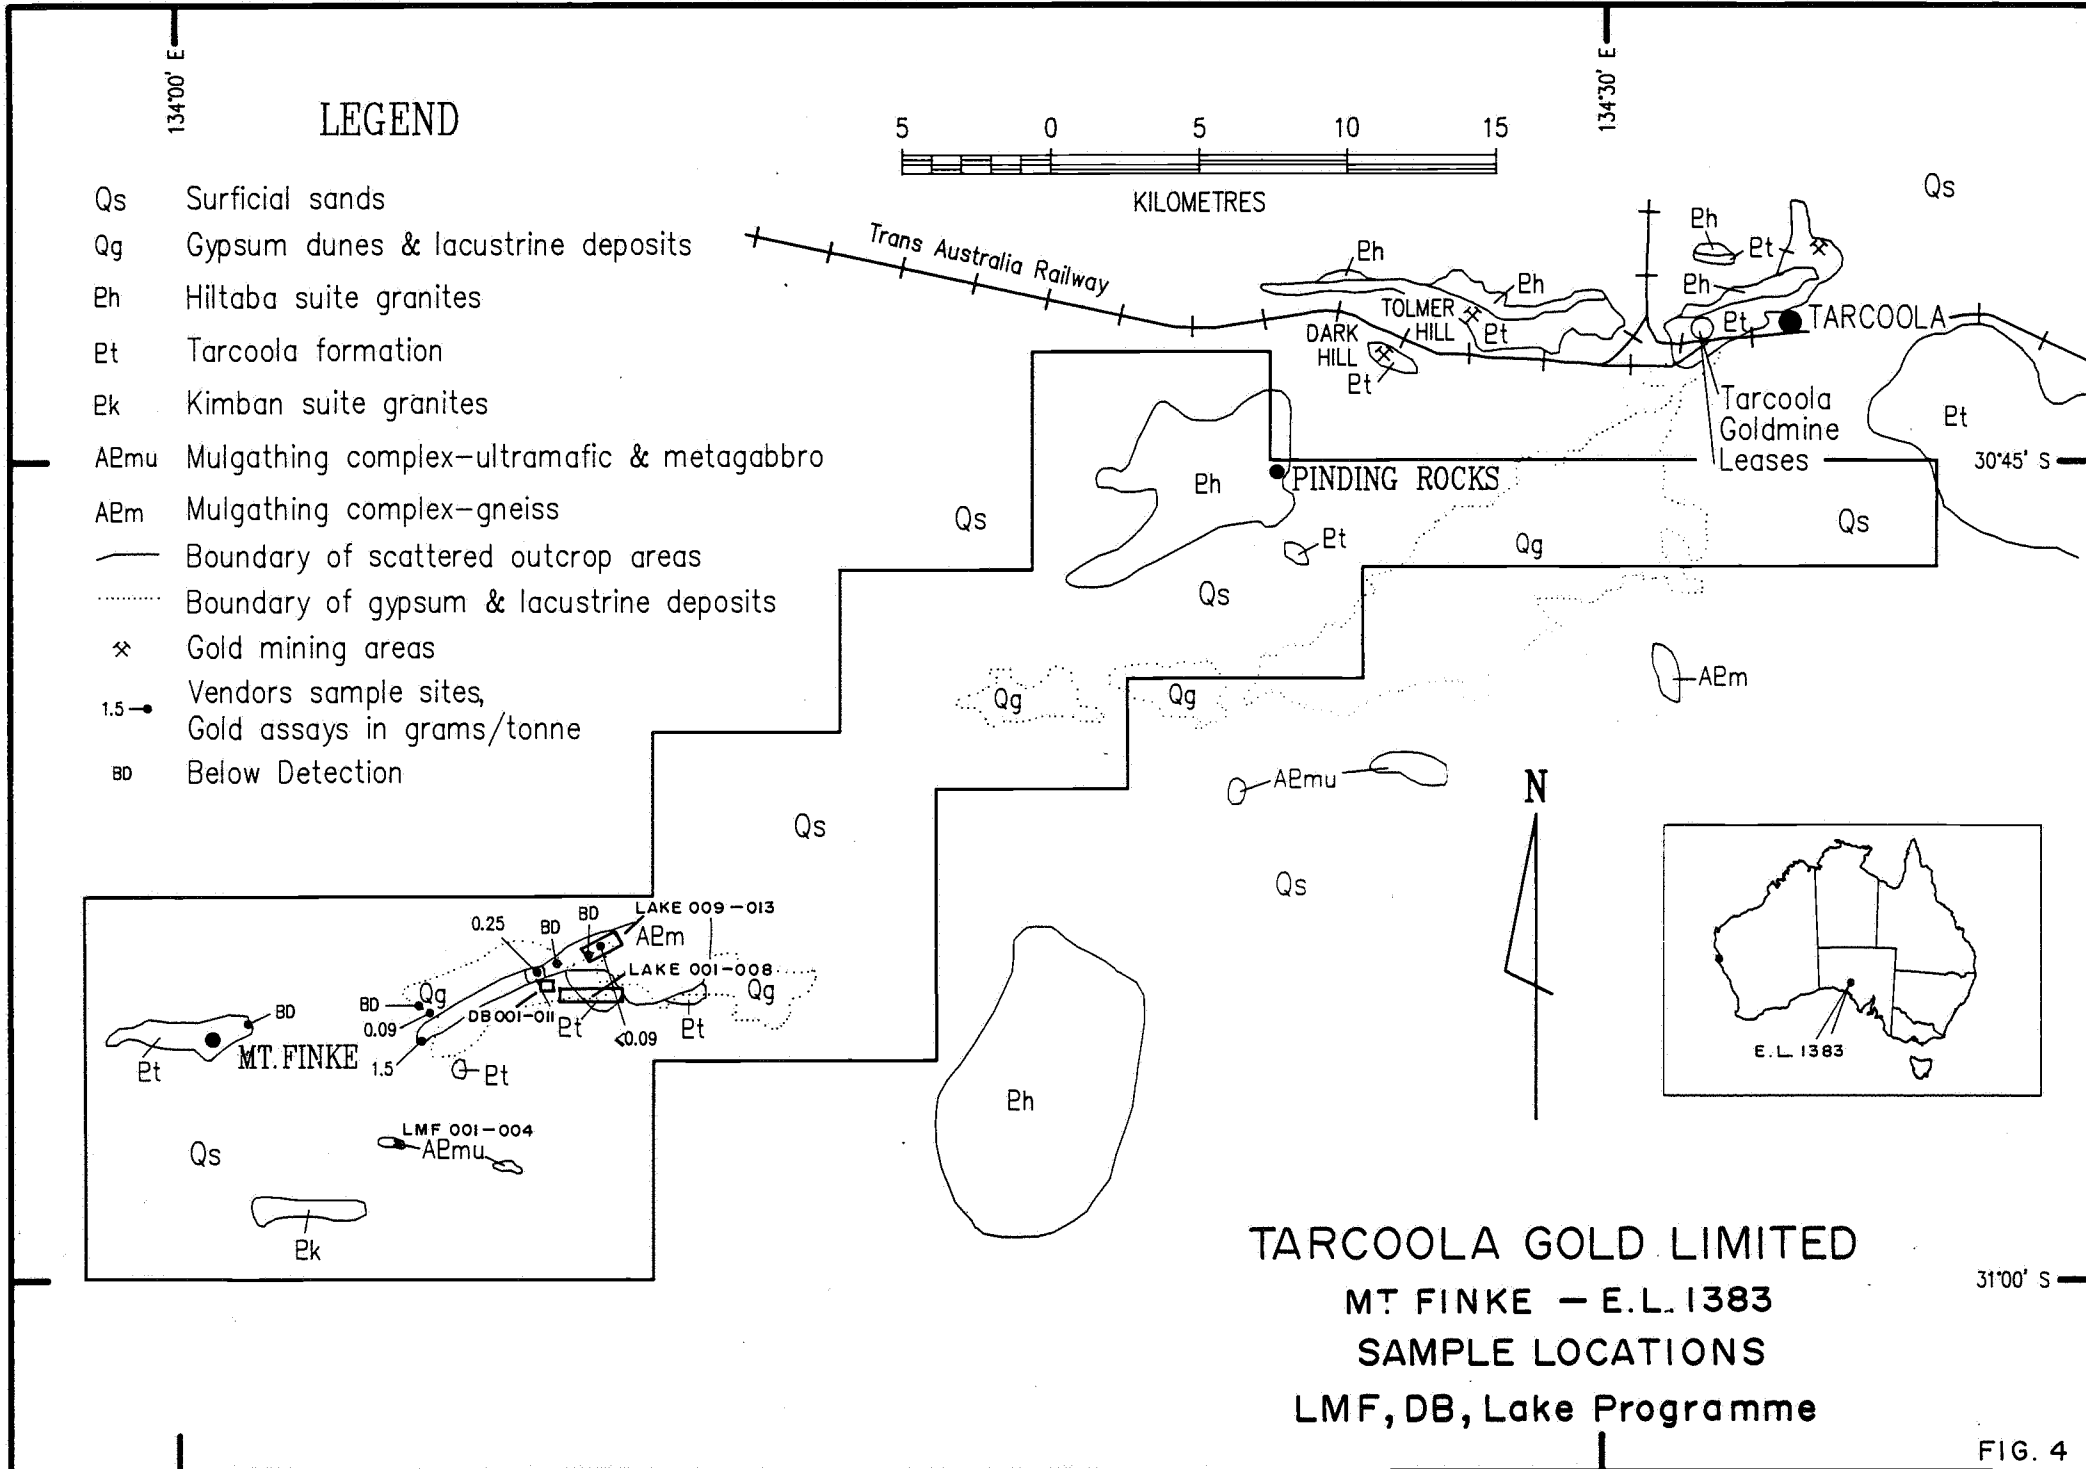 134°00' E
134°30' E
LEGEND
5 0 5 10 15
KILOMETRES
Qs Surficial sands
Qg Gypsum dunes & lacustrine deposits
Ph Hiltaba suite granites
Pt Tarcoola formation
Pk Kimban suite granites
APmu Mulgathing complex-ultramafic & metagabbro
APm Mulgathing complex-gneiss
Boundary of scattered outcrop areas
Boundary of gypsum & lacustrine deposits
Gold mining areas
1.5 Vendors sample sites,
Gold assays in grams/tonne
BD Below Detection
Trans Australia Railway
Qs
Ph
Pt
Ph
Ph
Ph
TOLMER
HILL
Pt
DARK
HILL
Pt
Pt
TARCOOLA
Tarcoola
Goldmine
Leases
Pt
30°45' S
Ph
PINDING ROCKS
Qs
Pt
Qg
Qs
Qs
Qg
Qg
APm
APmu
Qs
Qs
N
E.L. 1383
LAKE 009-013
BD
0.25
BD
APm
LAKE 001-008
Qg
Qg
BD
0.09
DB 001-011
Pt
<0.09
Pt
BD
MT. FINKE
Pt
1.5
Pt
LMF 001-004
APmu
Qs
Pk
Ph
TARCOOLA GOLD LIMITED
MT FINKE - E.L. 1383
SAMPLE LOCATIONS
LMF, DB, Lake Programme
31°00' S
FIG. 4